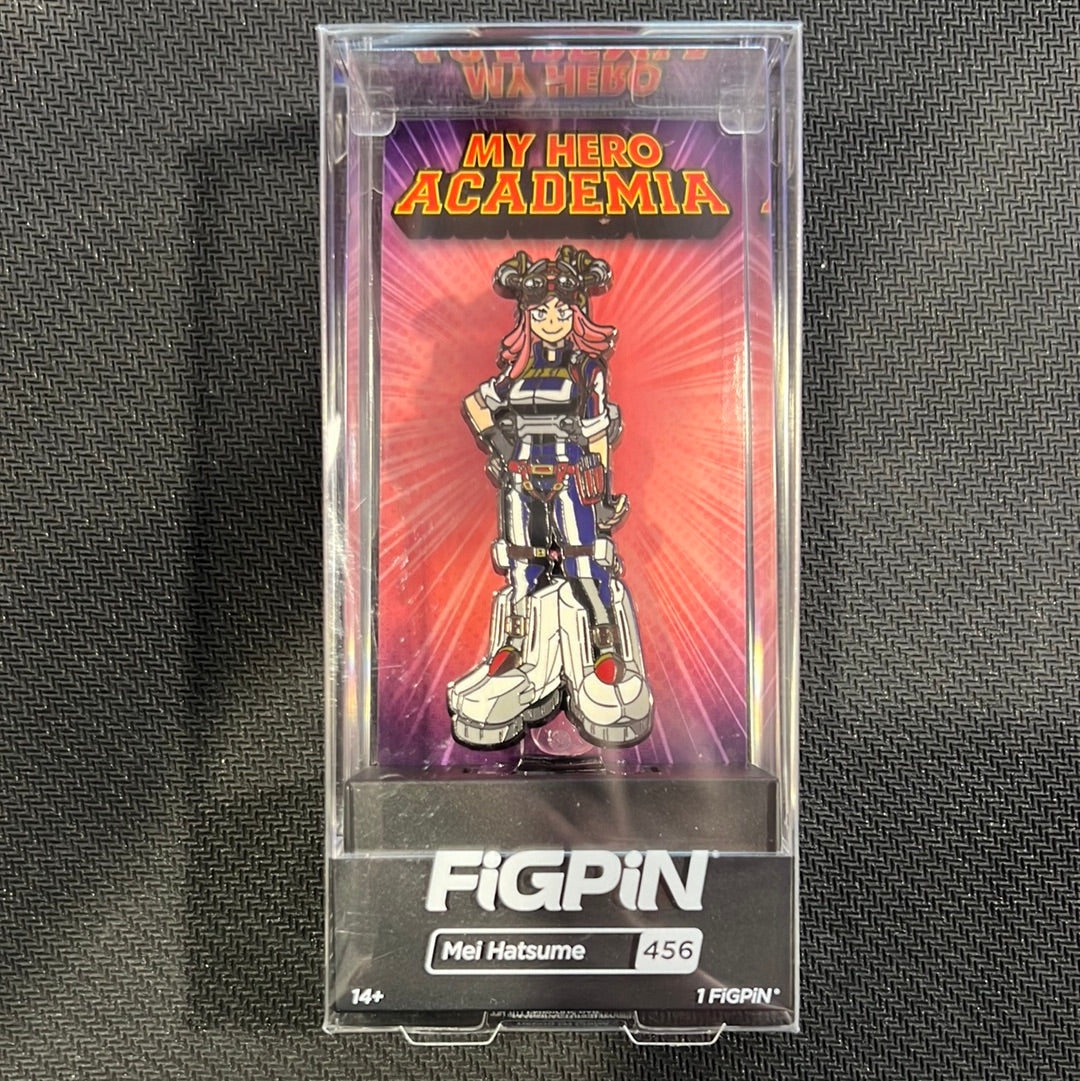 MY HERO
MY HERO
ACADEMIA
FiGPiN
Mei Hatsume 456
14+ 1 FiGPiN®